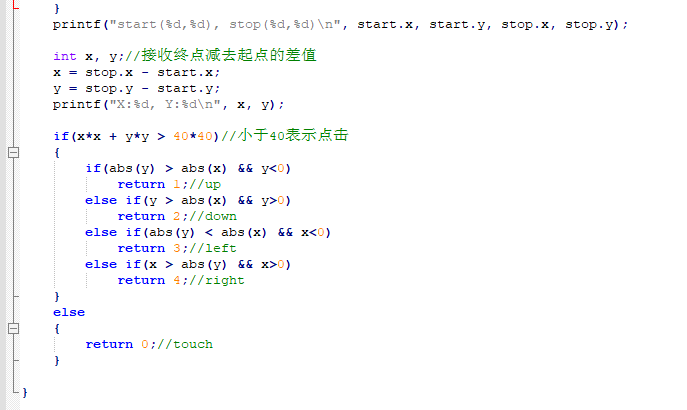 }
printf("start(%d,%d), stop(%d,%d)\n", start.x, start.y, stop.x, stop.y);
int x, y;//接收终点减去起点的差值
x = stop.x - start.x;
y = stop.y - start.y;
printf("X:%d, Y:%d\n", x, y);
if(x*x + y*y > 40*40)//小于40表示点击
{
if(abs(y) > abs(x) && y<0)
return 1;//up
else if(y > abs(x) && y>0)
return 2;//down
else if(abs(y) < abs(x) && x<0)
return 3;//left
else if(x > abs(y) && x>0)
return 4;//right
}
else
{
return 0;//touch
}
}